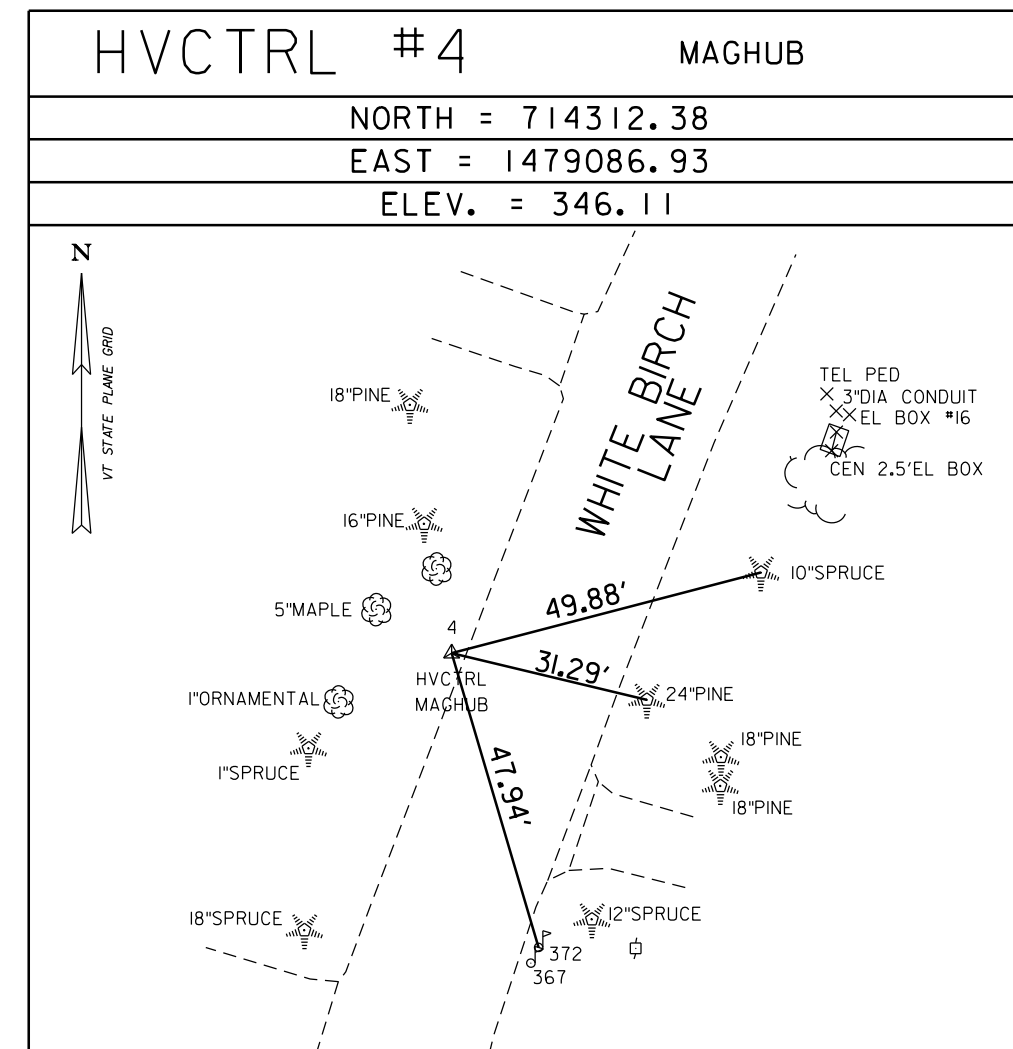 HVCTRL #4 MAGHUB
NORTH = 714312.38
EAST = 1479086.93
ELEV. = 346.11
N
VT STATE PLANE GRID
WHITE BIRCH
LANE
TEL PED
3"DIA CONDUIT
EL BOX #16
CEN 2.5'EL BOX
18"PINE
16"PINE
10"SPRUCE
49.88'
5"MAPLE
4
31.29'
HVCTRL
MAGHUB
24"PINE
1"ORNAMENTAL
18"PINE
1"SPRUCE
47.94'
18"PINE
18"SPRUCE
12"SPRUCE
372
367